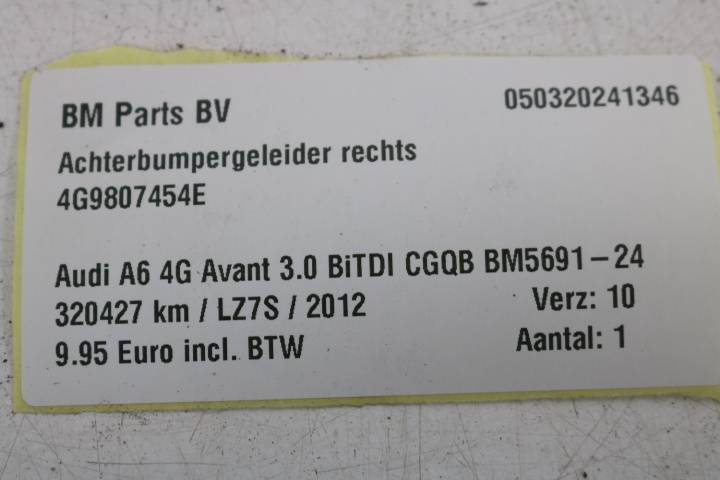 BM Parts BV 050320241346
Achterbumpergeleider rechts
4G9807454E
Audi A6 4G Avant 3.0 BiTDI CGQB BM5691-24
320427 km / LZ7S / 2012 Verz: 10
9.95 Euro incl. BTW Aantal: 1